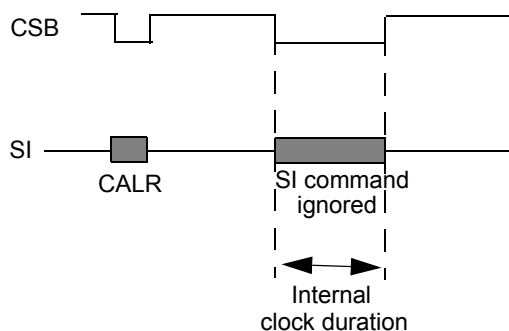 CSB
SI
CALR
SI command
ignored
Internal
clock duration